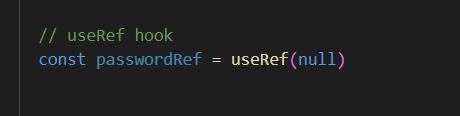 // useRef hook
const passwordRef = useRef(null)